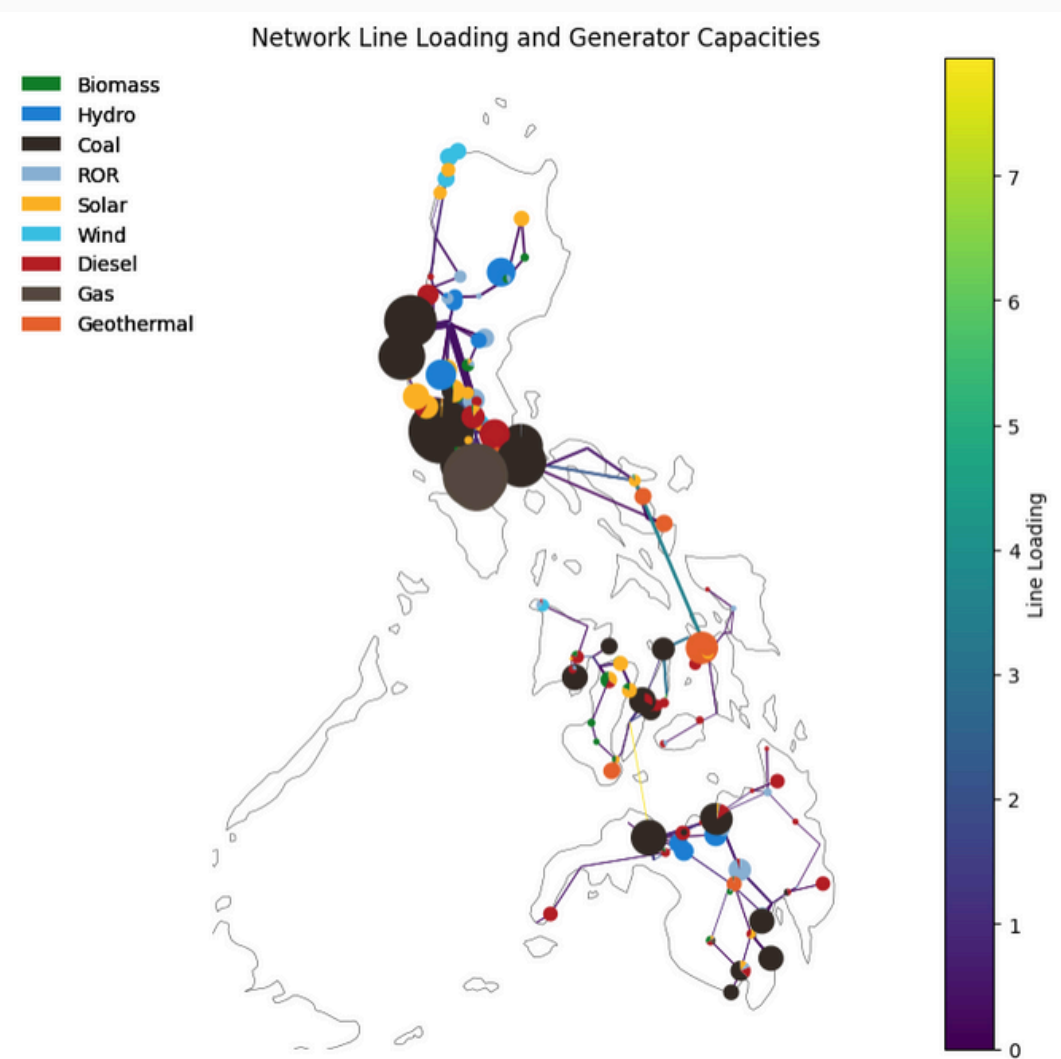 Network Line Loading and Generator Capacities
Biomass
Hydro
Coal
ROR
Solar
Wind
Diesel
Gas
Geothermal
7
6
5
4
3
2
1
0
Line Loading